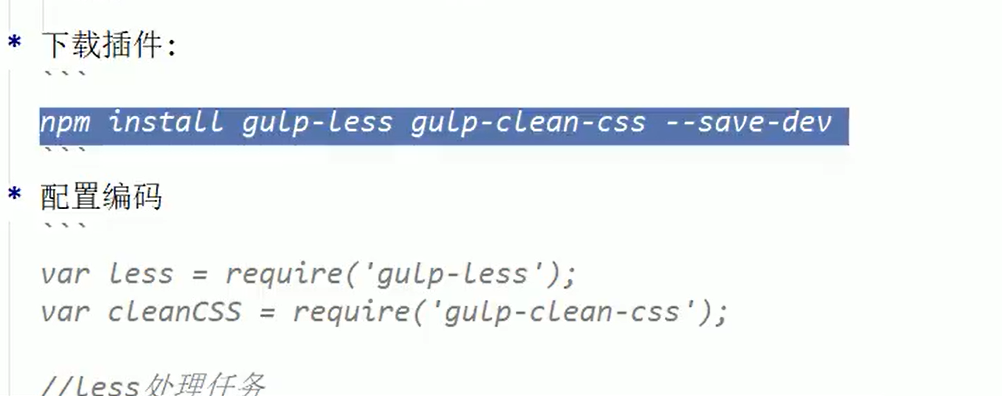 * 下载插件:
```
npm install gulp-less gulp-clean-css --save-dev
```
* 配置编码
```
var less = require('gulp-less');
var cleanCSS = require('gulp-clean-css');
//less处理任务